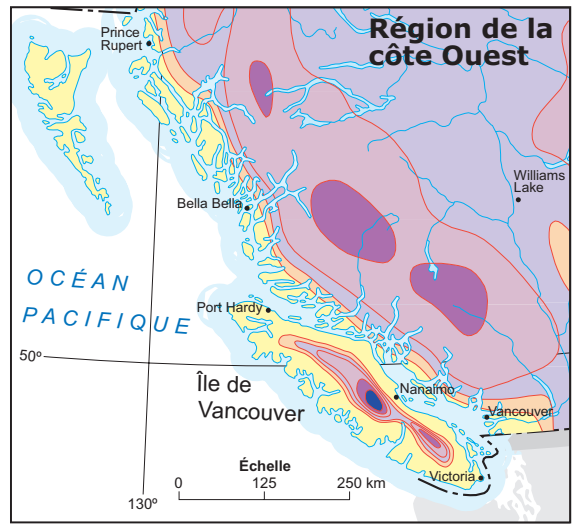 Région de la
côte Ouest
Prince
Rupert
Williams
Lake
Bella Bella
OCÉAN
PACIFIQUE
Port Hardy
50º
Île de
Vancouver
Nanaimo
Vancouver
Échelle
0 125 250 km
Victoria
130º